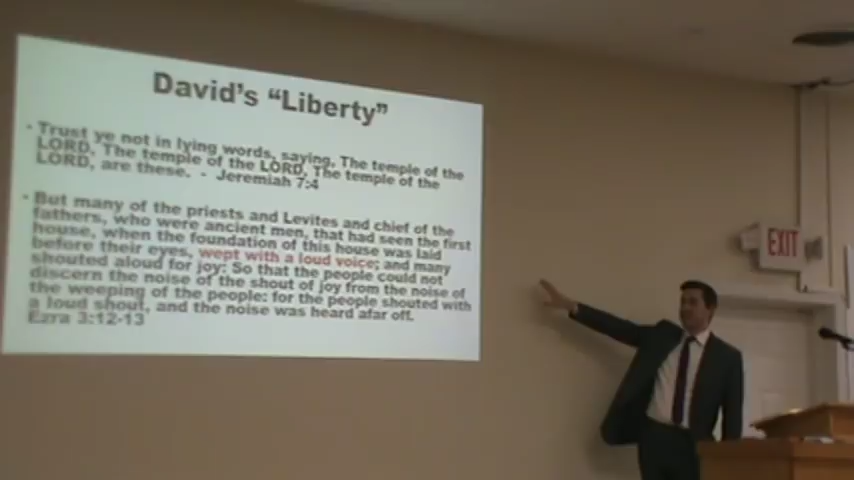 David's “Liberty”
• Trust ye not in lying words, saying, The temple of the
LORD, The temple of the LORD, The temple of the
LORD, are these. - Jeremiah 7:4
• But many of the priests and Levites and chief of the
fathers, who were ancient men, that had seen the first
house, when the foundation of this house was laid
before their eyes, wept with a loud voice; and many
shouted aloud for joy: So that the people could not
discern the noise of the shout of joy from the noise of
the weeping of the people: for the people shouted with
a loud shout, and the noise was heard afar off.
Ezra 3:12-13
EXIT